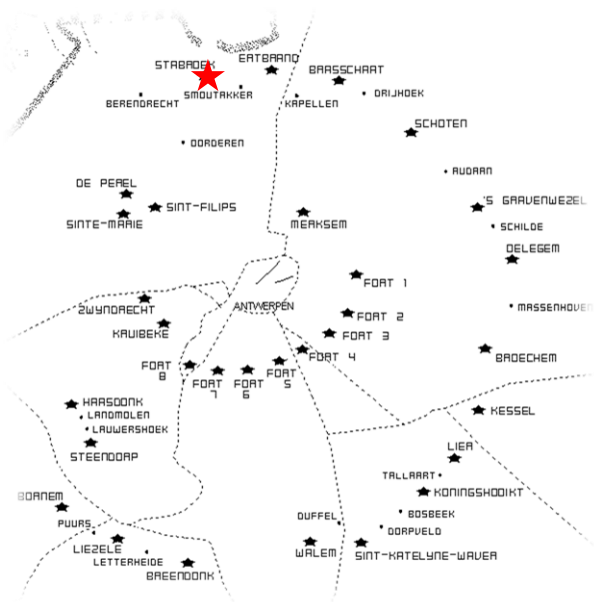 STABROEK
ERTBRAND
BRASSCHAAT
BERENDRECHT
SMOUTAKKER
KAPELLEN
DRIJHOEK
SCHOTEN
OORDEREN
AUDAAN
DE PEREL
SINT-FILIPS
SINTE-MARIE
MERKSEM
'S GRAVENWEZEL
SCHILDE
OELEGEM
FORT 1
ZWYNDRECHT
ANTWERPEN
MASSENHOVEN
FORT 2
KRUIBEKE
FORT 3
FORT 4
BROECHEM
FORT 8
FORT 7
FORT 6
FORT 5
HAASDONK
LANDMOLEN
LAUWERSHOEK
STEENDORP
KESSEL
LIER
TALLAART
KONINGSHOOIKT
BORNEM
PUURS
DUFFEL
BOSBEEK
DORPVELD
LIEZELE
LETTERHEIDE
BREENDONK
WALEM
SINT-KATELYNE-WAVER